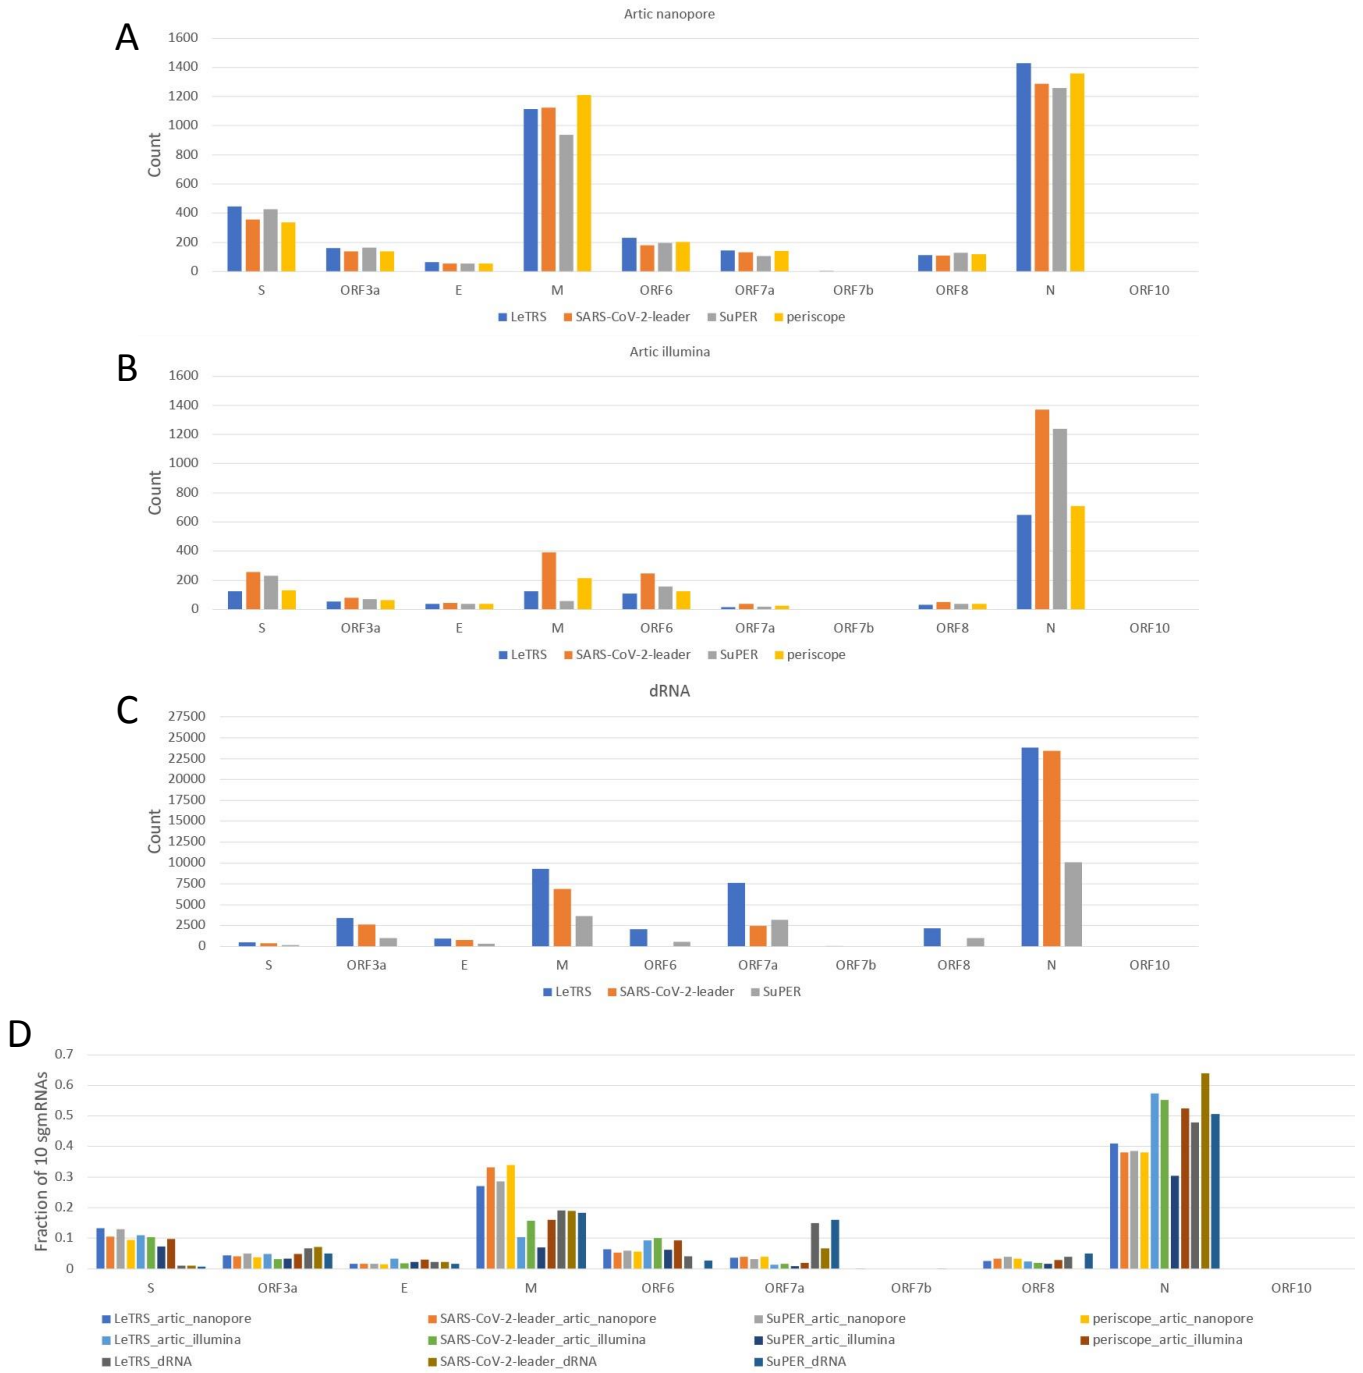 A
Artic nanopore
1600
1400
1200
1000
800
600
400
200
0
Count
S ORF3a E M ORF6 ORF7a ORF7b ORF8 N ORF10
LeTRS SARS-CoV-2-leader SuPER periscope
B
Artic illumina
1600
1400
1200
1000
800
600
400
200
0
Count
S ORF3a E M ORF6 ORF7a ORF7b ORF8 N ORF10
LeTRS SARS-CoV-2-leader SuPER periscope
C
dRNA
27500
25000
22500
20000
17500
15000
12500
10000
7500
5000
2500
0
Count
S ORF3a E M ORF6 ORF7a ORF7b ORF8 N ORF10
LeTRS SARS-CoV-2-leader SuPER
D
0.7
0.6
0.5
0.4
0.3
0.2
0.1
0
Fraction of 10 sgmRNAs
S ORF3a E M ORF6 ORF7a ORF7b ORF8 N ORF10
LeTRS_artic_nanopore SARS-CoV-2-leader_artic_nanopore SuPER_artic_nanopore periscope_artic_nanopore
LeTRS_artic_illumina SARS-CoV-2-leader_artic_illumina SuPER_artic_illumina periscope_artic_illumina
LeTRS_dRNA SARS-CoV-2-leader_dRNA SuPER_dRNA